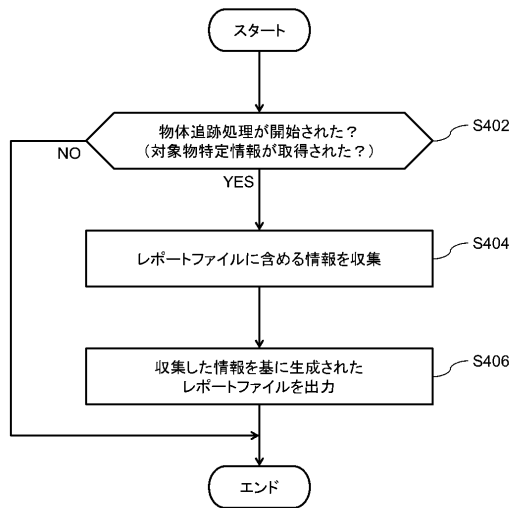 スタート
物体追跡処理が開始された？
（対象物特定情報が取得された？）
S402
NO
YES
レポートファイルに含める情報を収集
S404
収集した情報を基に生成された
レポートファイルを出力
S406
エンド